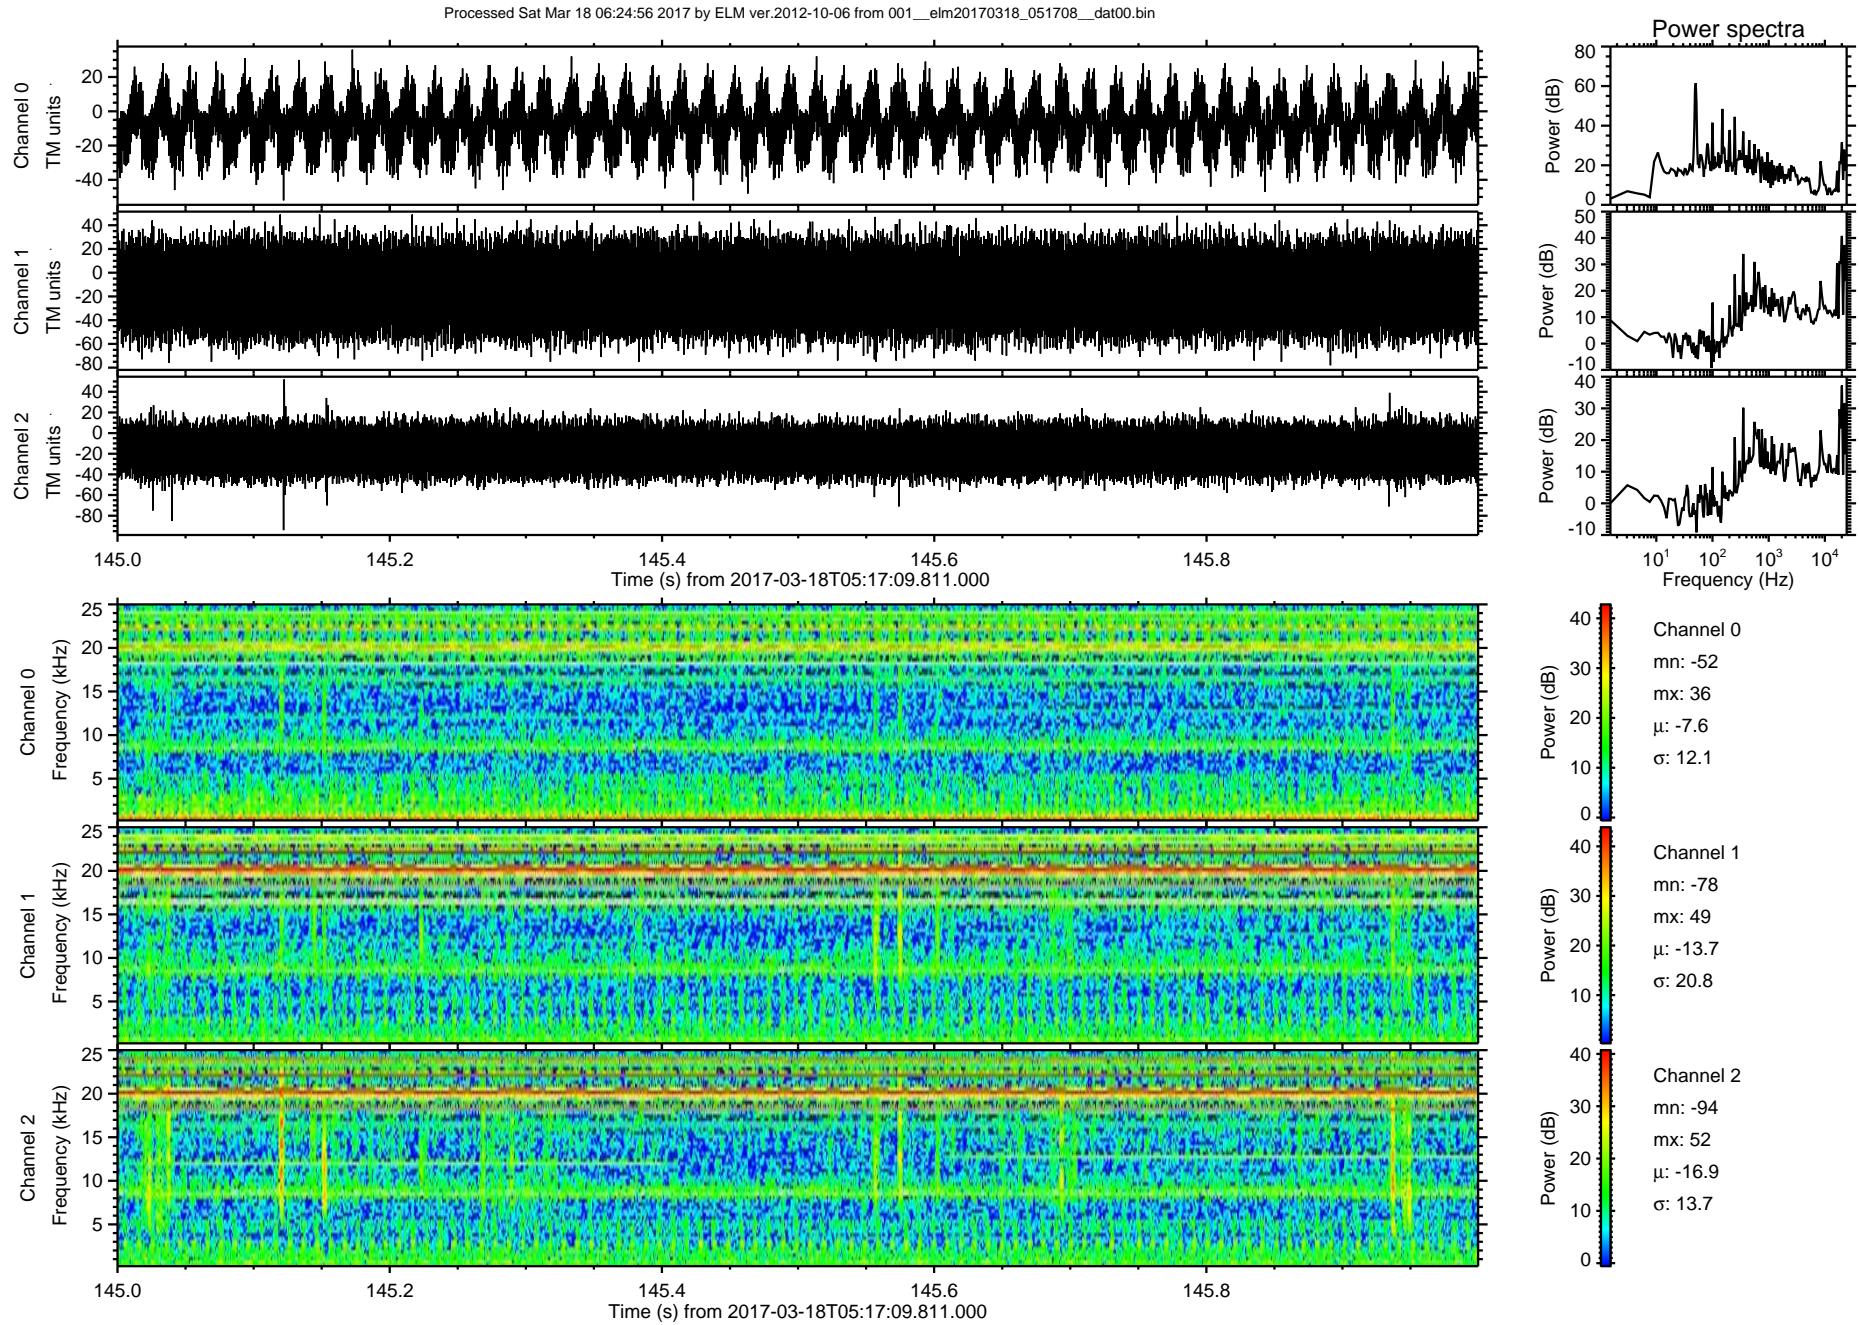 Processed Sat Mar 18 06:24:56 2017 by ELM ver.2012-10-06 from 001__elm20170318_051708__dat00.bin
Power spectra
Channel 0
TM units
20
0
-20
-40
Power (dB)
80
60
40
20
0
Channel 1
TM units
40
20
0
-20
-40
-60
-80
Power (dB)
50
40
30
20
10
0
-10
Channel 2
TM units
40
20
0
-20
-40
-60
-80
Power (dB)
40
30
20
10
0
-10
145.0 145.2 145.4 145.6 145.8
Time (s) from 2017-03-18T05:17:09.811.000
10¹ 10² 10³ 10⁴
Frequency (Hz)
Channel 0
Frequency (kHz)
25
20
15
10
5
Power (dB)
40
30
20
10
0
Channel 0
mn: -52
mx: 36
μ: -7.6
σ: 12.1
Channel 1
Frequency (kHz)
25
20
15
10
5
Power (dB)
40
30
20
10
Channel 1
mn: -78
mx: 49
μ: -13.7
σ: 20.8
Channel 2
Frequency (kHz)
25
20
15
10
5
Power (dB)
40
30
20
10
0
Channel 2
mn: -94
mx: 52
μ: -16.9
σ: 13.7
145.0 145.2 145.4 145.6 145.8
Time (s) from 2017-03-18T05:17:09.811.000